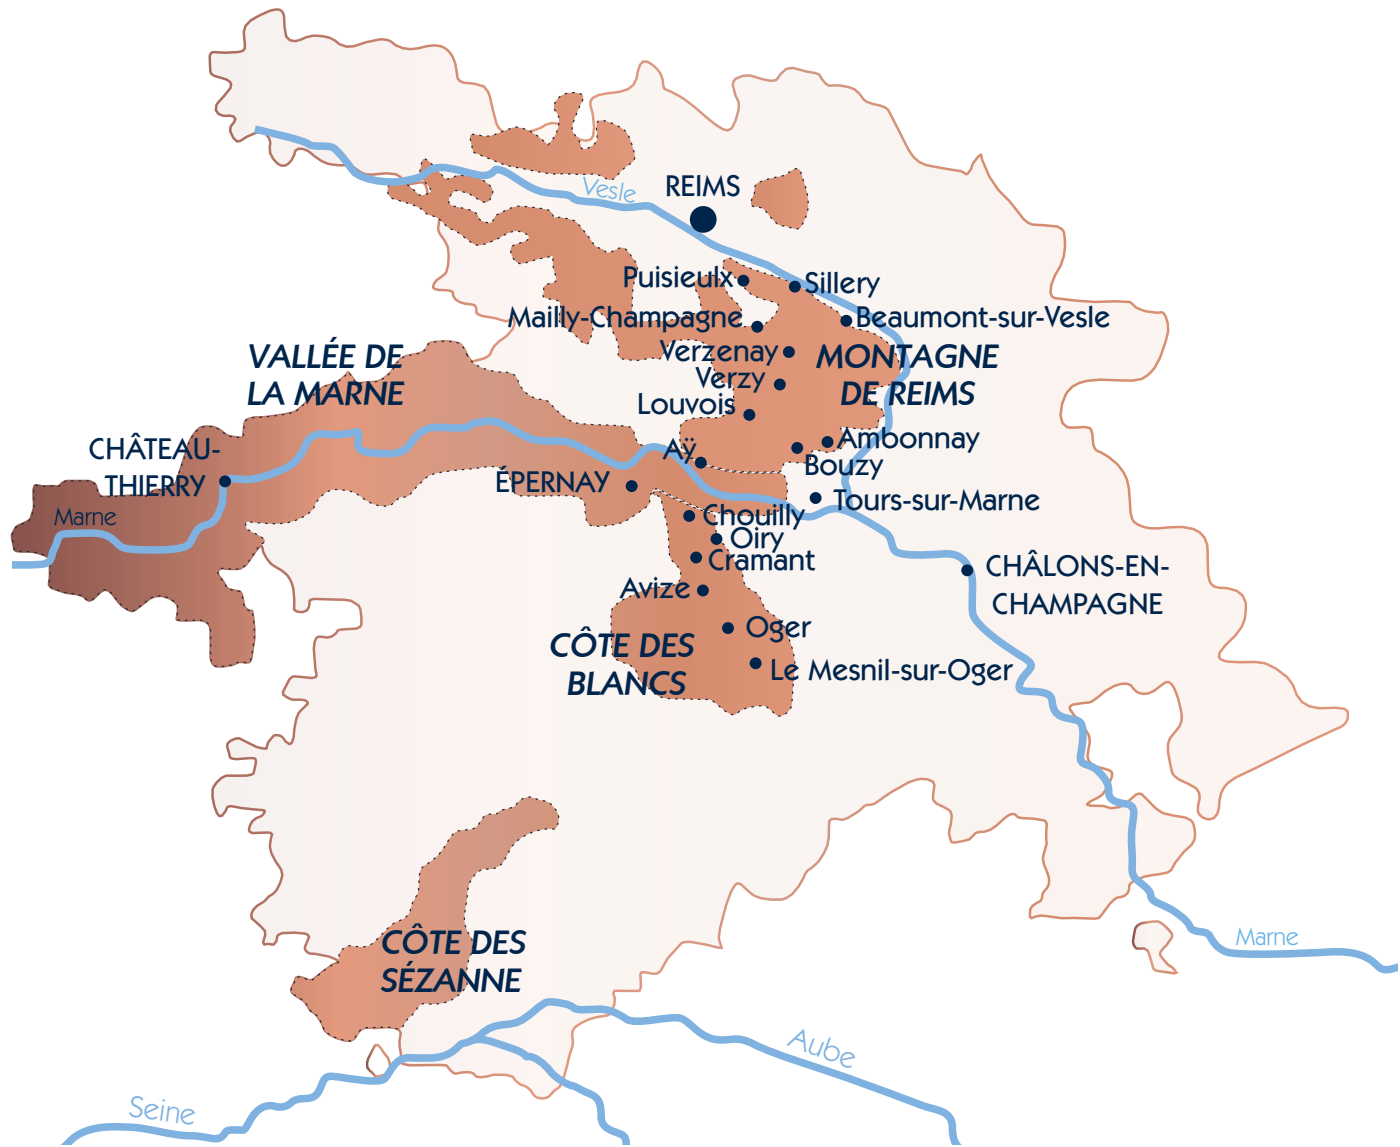 Vesle
REIMS
Puisieulx
Sillery
Mailly-Champagne
Beaumont-sur-Vesle
VALLÉE DE
LA MARNE
Verzenay
MONTAGNE
DE REIMS
Verzy
Louvois
CHÂTEAU-
THIERRY
Aÿ
Ambonnay
Bouzy
ÉPERNAY
Tours-sur-Marne
Marne
Chouilly
Oiry
Cramant
CHÂLONS-EN-
CHAMPAGNE
Avize
Oger
CÔTE DES
BLANCS
Le Mesnil-sur-Oger
CÔTE DES
SÉZANNE
Marne
Aube
Seine